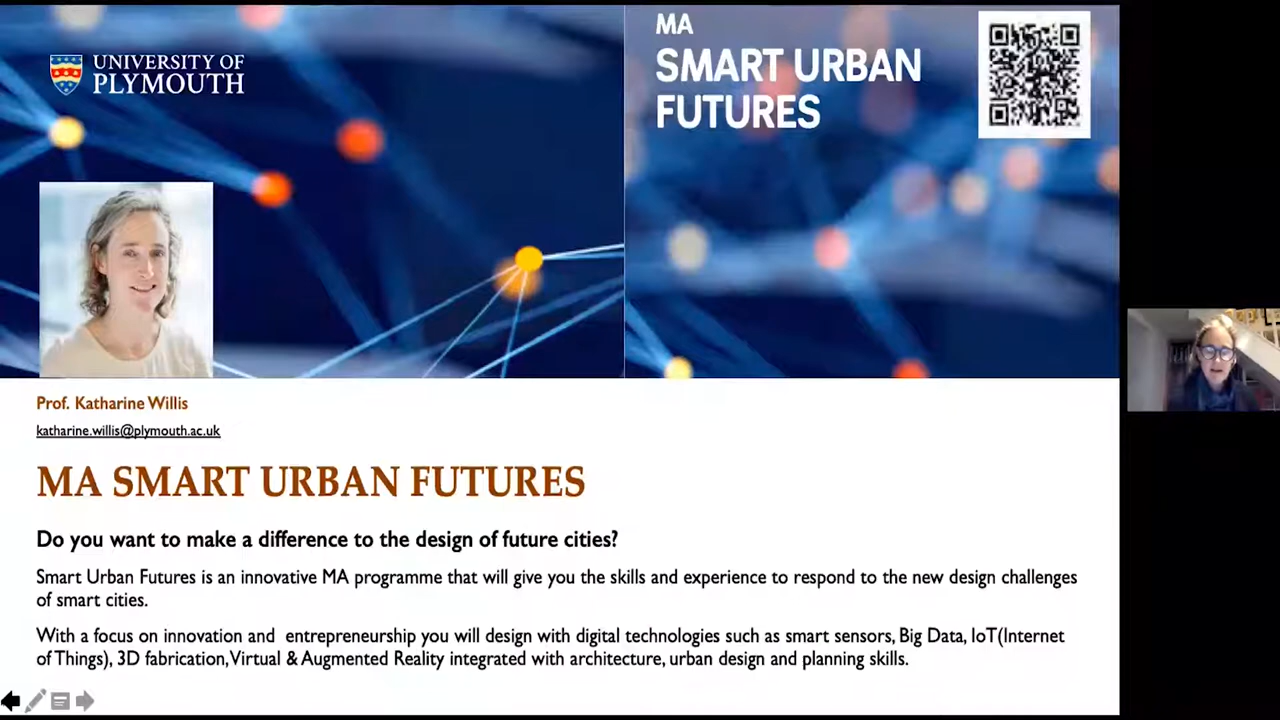 UNIVERSITY OF
PLYMOUTH
MA
SMART URBAN
FUTURES
Prof. Katharine Willis
katharine.willis@plymouth.ac.uk
MA SMART URBAN FUTURES
Do you want to make a difference to the design of future cities?
Smart Urban Futures is an innovative MA programme that will give you the skills and experience to respond to the new design challenges
of smart cities.
With a focus on innovation and  entrepreneurship you will design with digital technologies such as smart sensors, Big Data, IoT(Internet
of Things), 3D fabrication,Virtual & Augmented Reality integrated with architecture, urban design and planning skills.